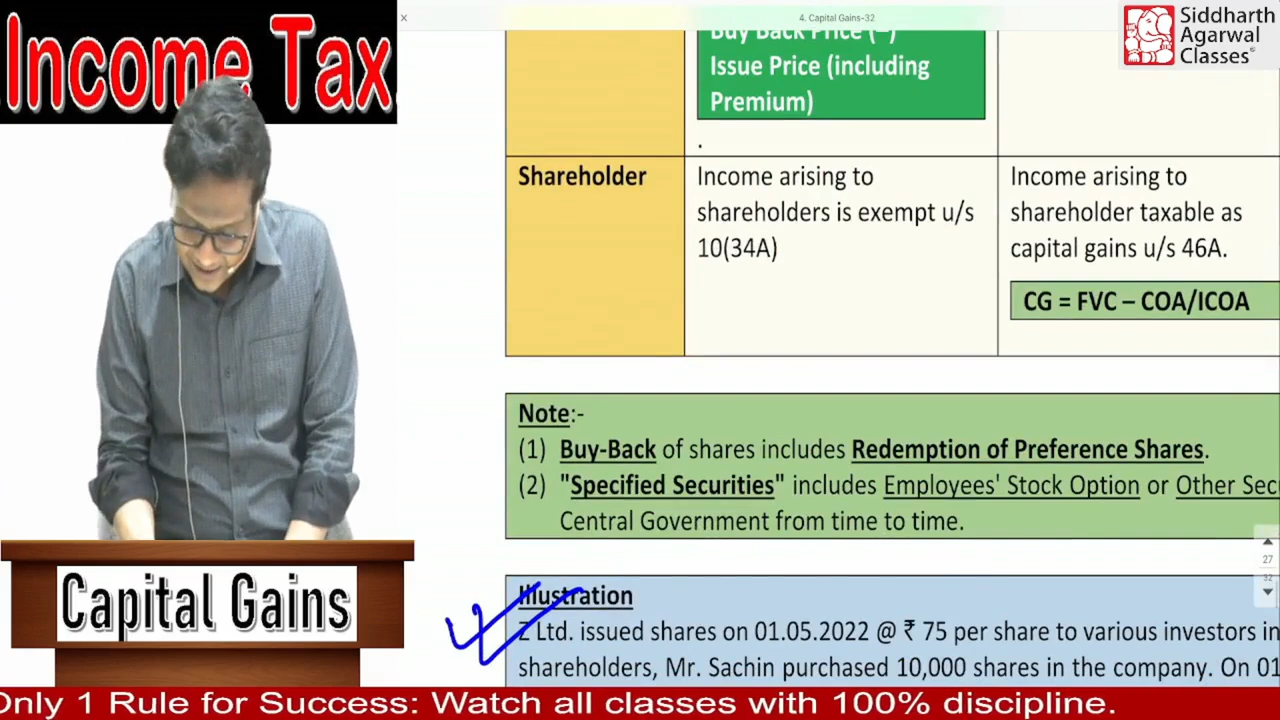 Income Tax
4. Capital Gains-32
Siddharth
Agarwal
Classes
Buy Back Price (–)
Issue Price (including
Premium)
.
Shareholder
Income arising to
shareholders is exempt u/s
10(34A)
Income arising to
shareholder taxable as
capital gains u/s 46A.
CG = FVC – COA/ICOA
Note:-
(1) Buy-Back of shares includes Redemption of Preference Shares.
(2) "Specified Securities" includes Employees' Stock Option or Other Sec
Central Government from time to time.
27
32
Illustration
Z Ltd. issued shares on 01.05.2022 @ ₹ 75 per share to various investors in
shareholders, Mr. Sachin purchased 10,000 shares in the company. On 01
Capital Gains
Only 1 Rule for Success: Watch all classes with 100% discipline.